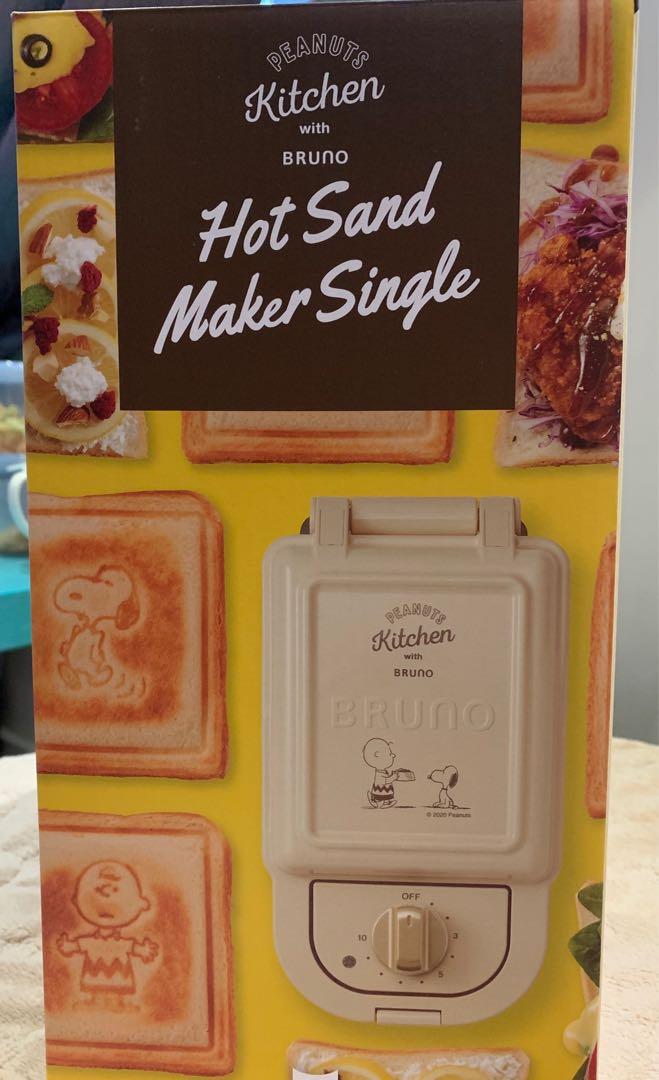 PEANUTS
Kitchen
with
BRUNO
Hot Sand
Maker Single
PEANUTS
Kitchen
with
BRUNO
BRUNO
© 2020 Peanuts
OFF
10
3
5